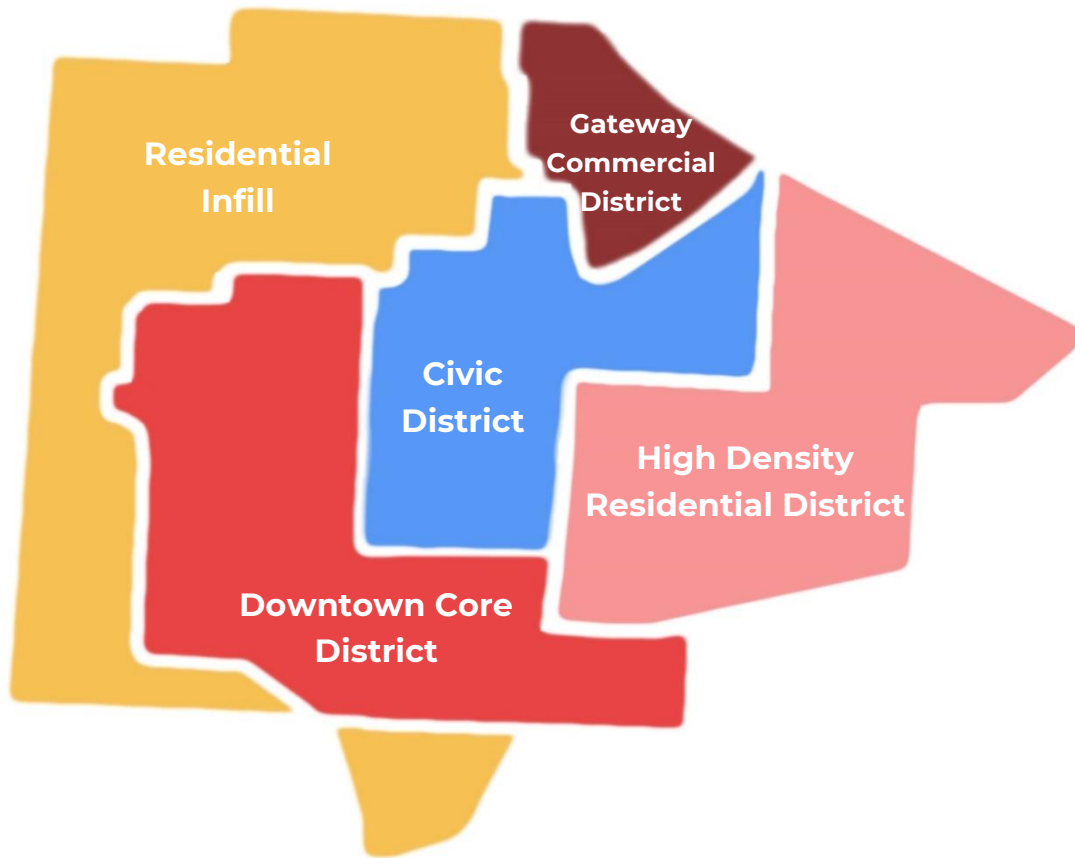 Residential
Infill
Gateway
Commercial
District
Civic
District
High Density
Residential District
Downtown Core
District